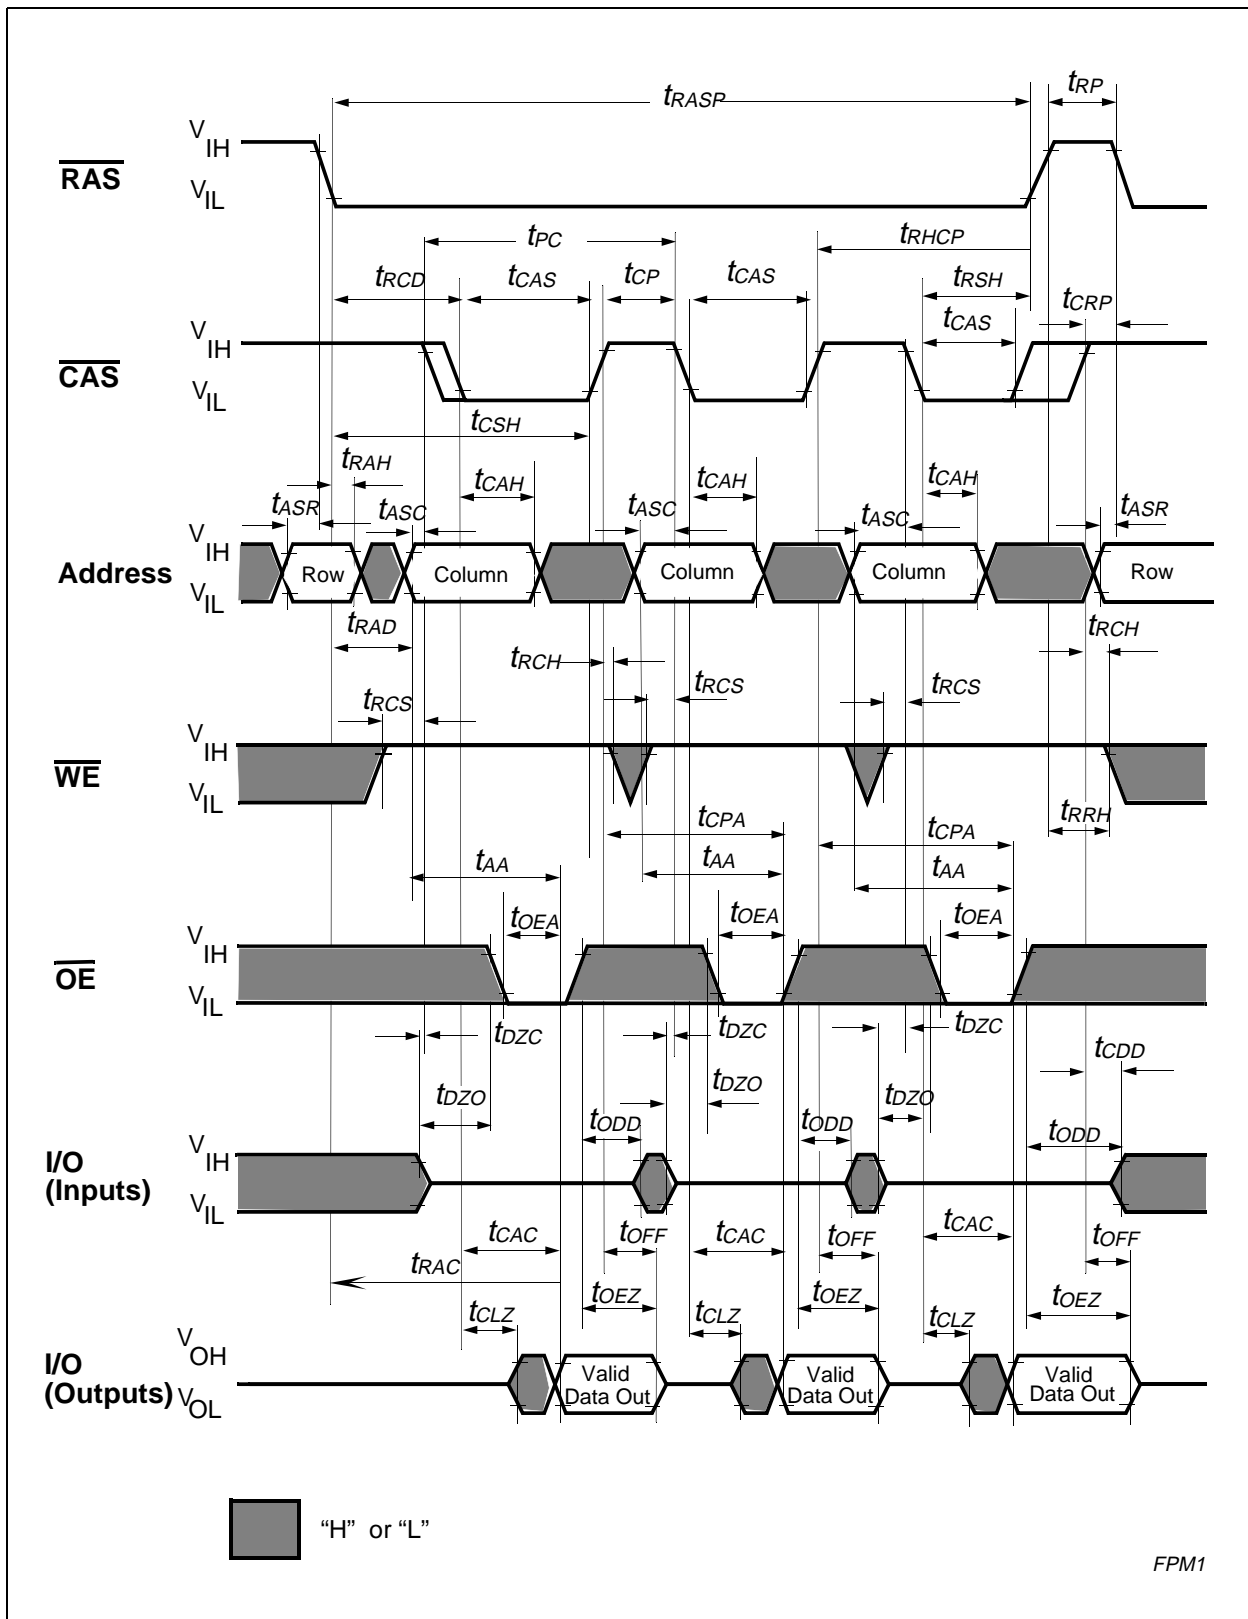 tRASP tRP
VIH
RAS
VIL
tPC tRHCP
tRCD tCAS tCP tCAS tRSH
tCRP
tCAS
VIH
CAS
VIL
tCSH
tRAH tCAH tCAH tCAH
tASR tASC tASC tASC tASR
VIH
Address Row Column Column Column Row
VIL
tRAD tRCH
tRCH
tRCS tRCS tRCS
VIH
WE
VIL
tCPA tCPA tRRH
tAA tAA tAA
tOEA tOEA tOEA
VIH
OE
VIL
tDZC tDZC tDZC
tCDD
tDZO tDZO tDZO
tODD tODD tODD
VIH
I/O
(Inputs)
VIL
tCAC tOFF tCAC tOFF tCAC tOFF
tRAC
tOEZ tOEZ tOEZ
tCLZ tCLZ tCLZ
VOH
I/O
(Outputs)
VOL
Valid Valid Valid
Data Out Data Out Data Out
“H” or “L”
FPM1